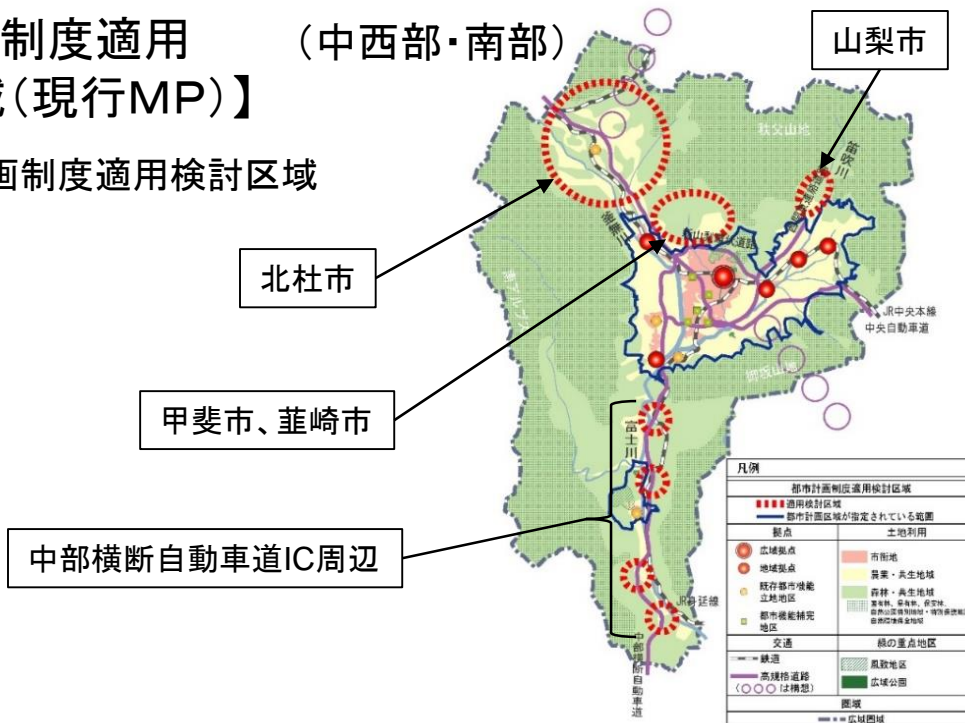 制度適用　（中西部・南部）
域（現行MP）】
画制度適用検討区域
山梨市
北杜市
甲斐市、韮崎市
中部横断自動車道IC周辺
秩父山地
笛吹川
御坂山地
富士川
JR中央本線
中央自動車道
JR身延線
中部横断自動車道
凡例
都市計画制度適用検討区域
適用検討区域
都市計画区域が指定されている範囲
拠点
土地利用
広域拠点
地域拠点
既存都市機能
立地地区
都市機能補完
地区
市街地
農業・共生地域
森林・共生地域
交通
緑の重点地区
鉄道
高規格道路
（○○○は構想）
風致地区
広域公園
圏域
広域圏域